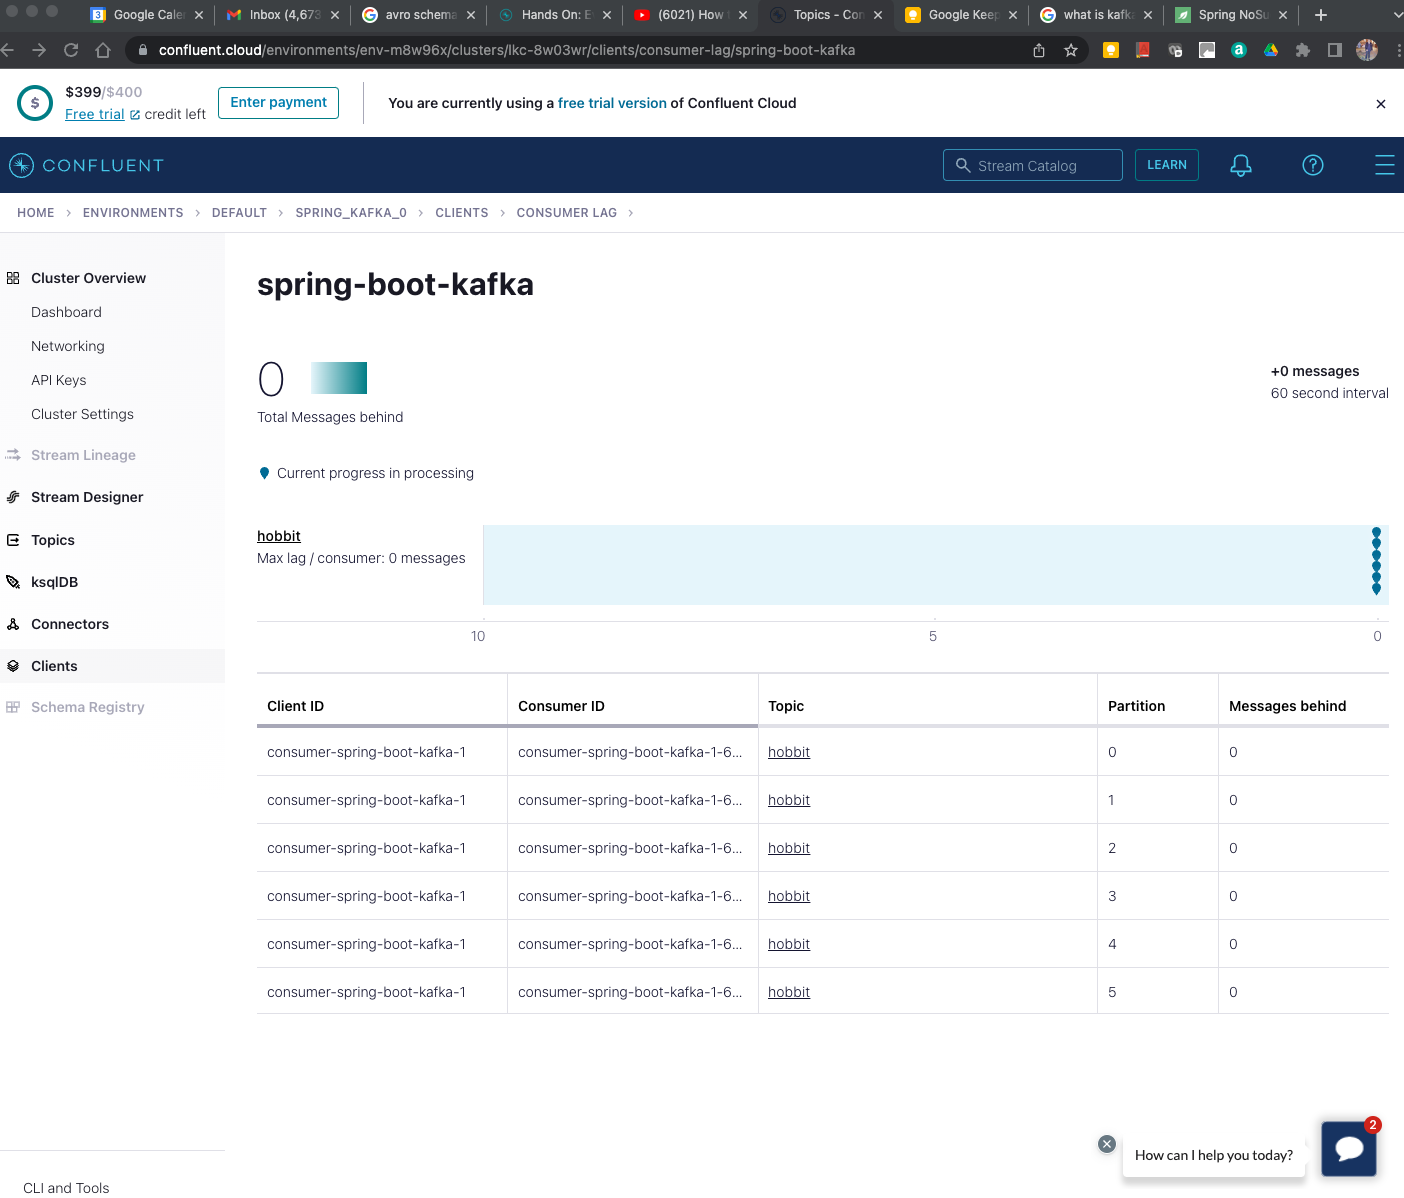 Google Caler
Inbox (4,673
avro schema
Hands On: E
(6021) How
Topics - Con
Google Keep
what is kafka
Spring NoSu
confluent.cloud/environments/env-m8w96x/clusters/lkc-8w03wr/clients/consumer-lag/spring-boot-kafka
$399/$400
Free trial credit left
Enter payment
You are currently using a free trial version of Confluent Cloud
CONFLUENT
Stream Catalog
LEARN
HOME > ENVIRONMENTS > DEFAULT > SPRING_KAFKA_0 > CLIENTS > CONSUMER LAG >
Cluster Overview
Dashboard
Networking
API Keys
Cluster Settings
Stream Lineage
Stream Designer
Topics
ksqlDB
Connectors
Clients
Schema Registry
CLI and Tools
spring-boot-kafka
0
Total Messages behind
+0 messages
60 second interval
Current progress in processing
hobbit
Max lag / consumer: 0 messages
10 5 0
Client ID Consumer ID Topic Partition Messages behind
consumer-spring-boot-kafka-1 consumer-spring-boot-kafka-1-6... hobbit 0 0
consumer-spring-boot-kafka-1 consumer-spring-boot-kafka-1-6... hobbit 1 0
consumer-spring-boot-kafka-1 consumer-spring-boot-kafka-1-6... hobbit 2 0
consumer-spring-boot-kafka-1 consumer-spring-boot-kafka-1-6... hobbit 3 0
consumer-spring-boot-kafka-1 consumer-spring-boot-kafka-1-6... hobbit 4 0
consumer-spring-boot-kafka-1 consumer-spring-boot-kafka-1-6... hobbit 5 0
How can I help you today?
2